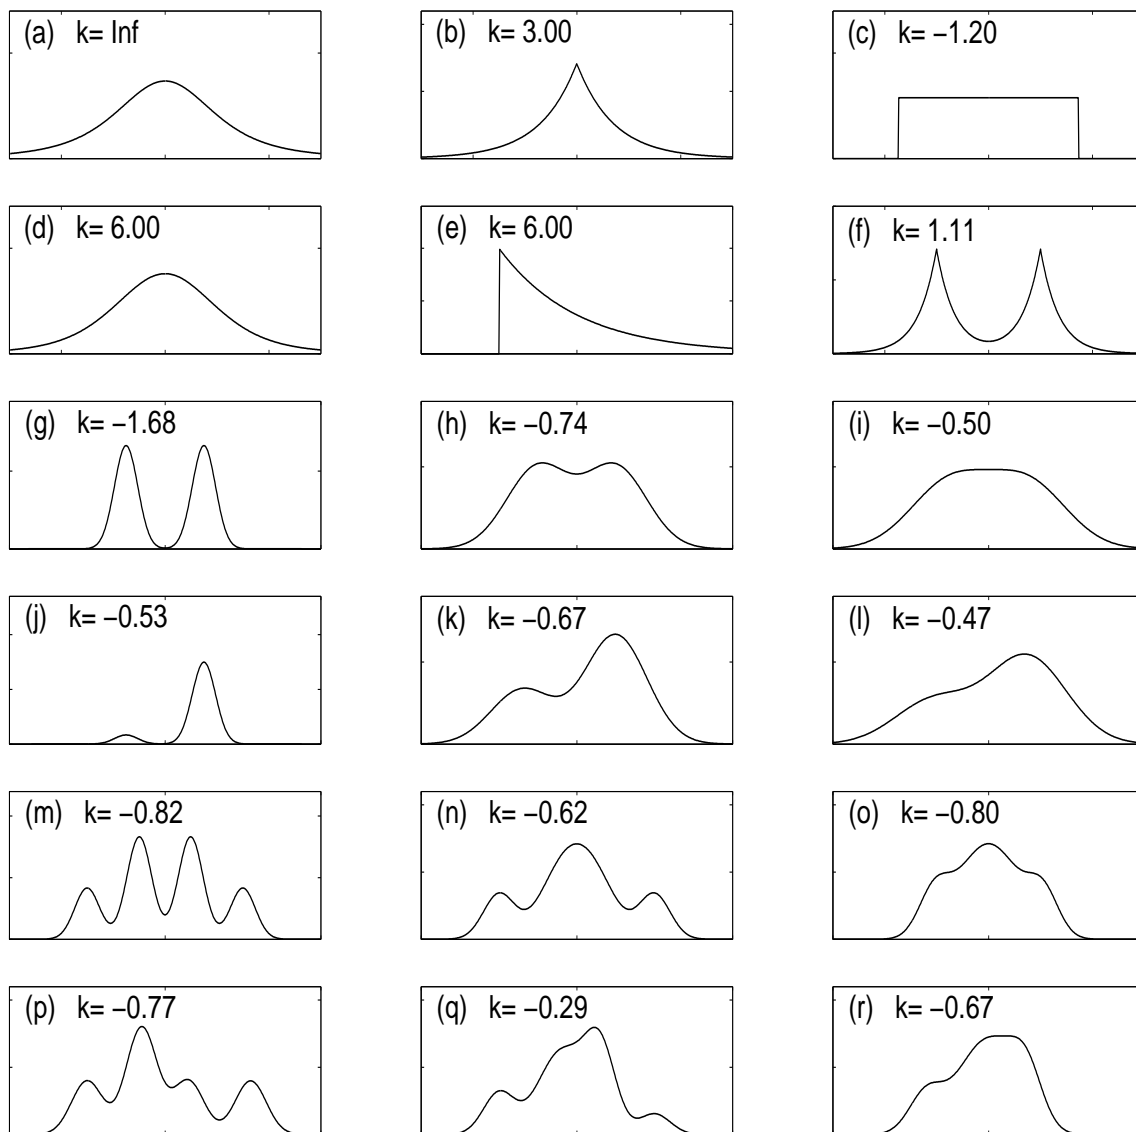 (a) k= Inf
(b) k= 3.00
(c) k= −1.20
(d) k= 6.00
(e) k= 6.00
(f) k= 1.11
(g) k= −1.68
(h) k= −0.74
(i) k= −0.50
(j) k= −0.53
(k) k= −0.67
(l) k= −0.47
(m) k= −0.82
(n) k= −0.62
(o) k= −0.80
(p) k= −0.77
(q) k= −0.29
(r) k= −0.67